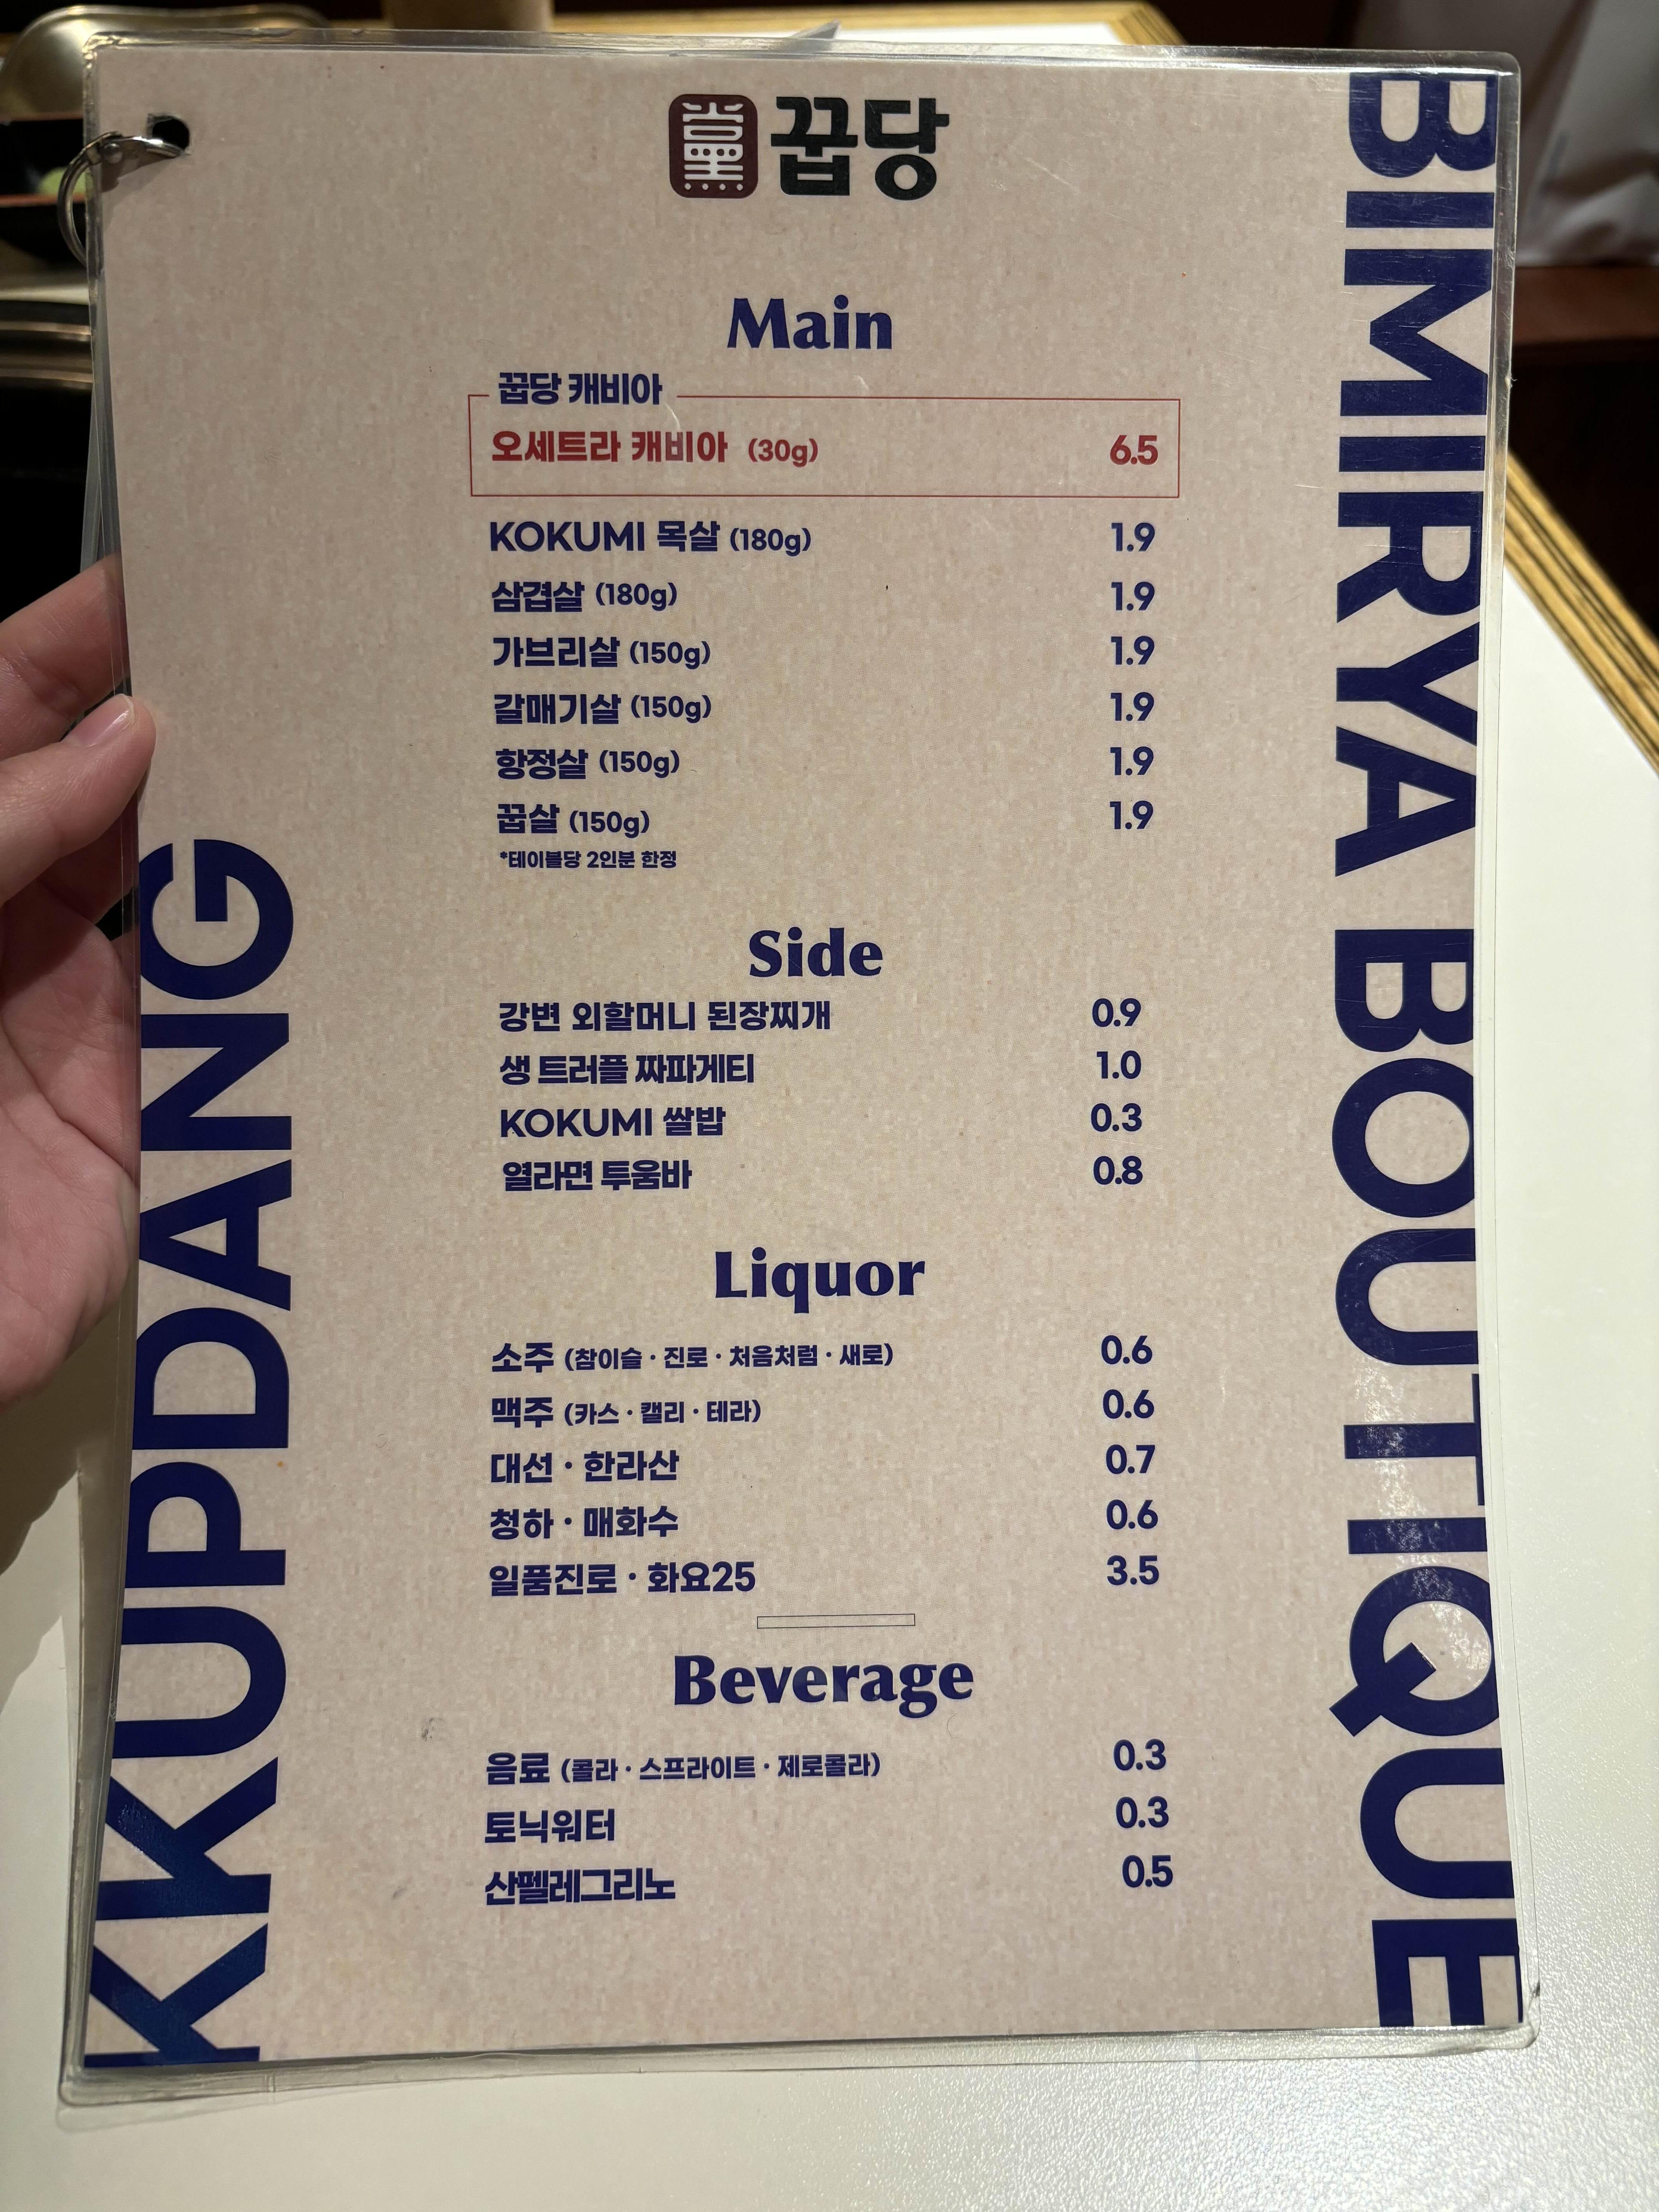 黨 꿉당
BIMIRYA BOUTIQUE
KKUPDANG
Main
꿉당 캐비아
오세트라 캐비아 (30g) 6.5
KOKUMI 목살 (180g) 1.9
삼겹살 (180g) 1.9
가브리살 (150g) 1.9
갈매기살 (150g) 1.9
항정살 (150g) 1.9
꿉살 (150g) 1.9
*테이블당 2인분 한정
Side
강변 외할머니 된장찌개 0.9
생 트러플 짜파게티 1.0
KOKUMI 쌀밥 0.3
열라면 투움바 0.8
Liquor
소주 (참이슬 · 진로 · 처음처럼 · 새로) 0.6
맥주 (카스 · 캘리 · 테라) 0.6
대선 · 한라산 0.7
청하 · 매화수 0.6
일품진로 · 화요25 3.5
Beverage
음료 (콜라 · 스프라이트 · 제로콜라) 0.3
토닉워터 0.3
산펠레그리노 0.5